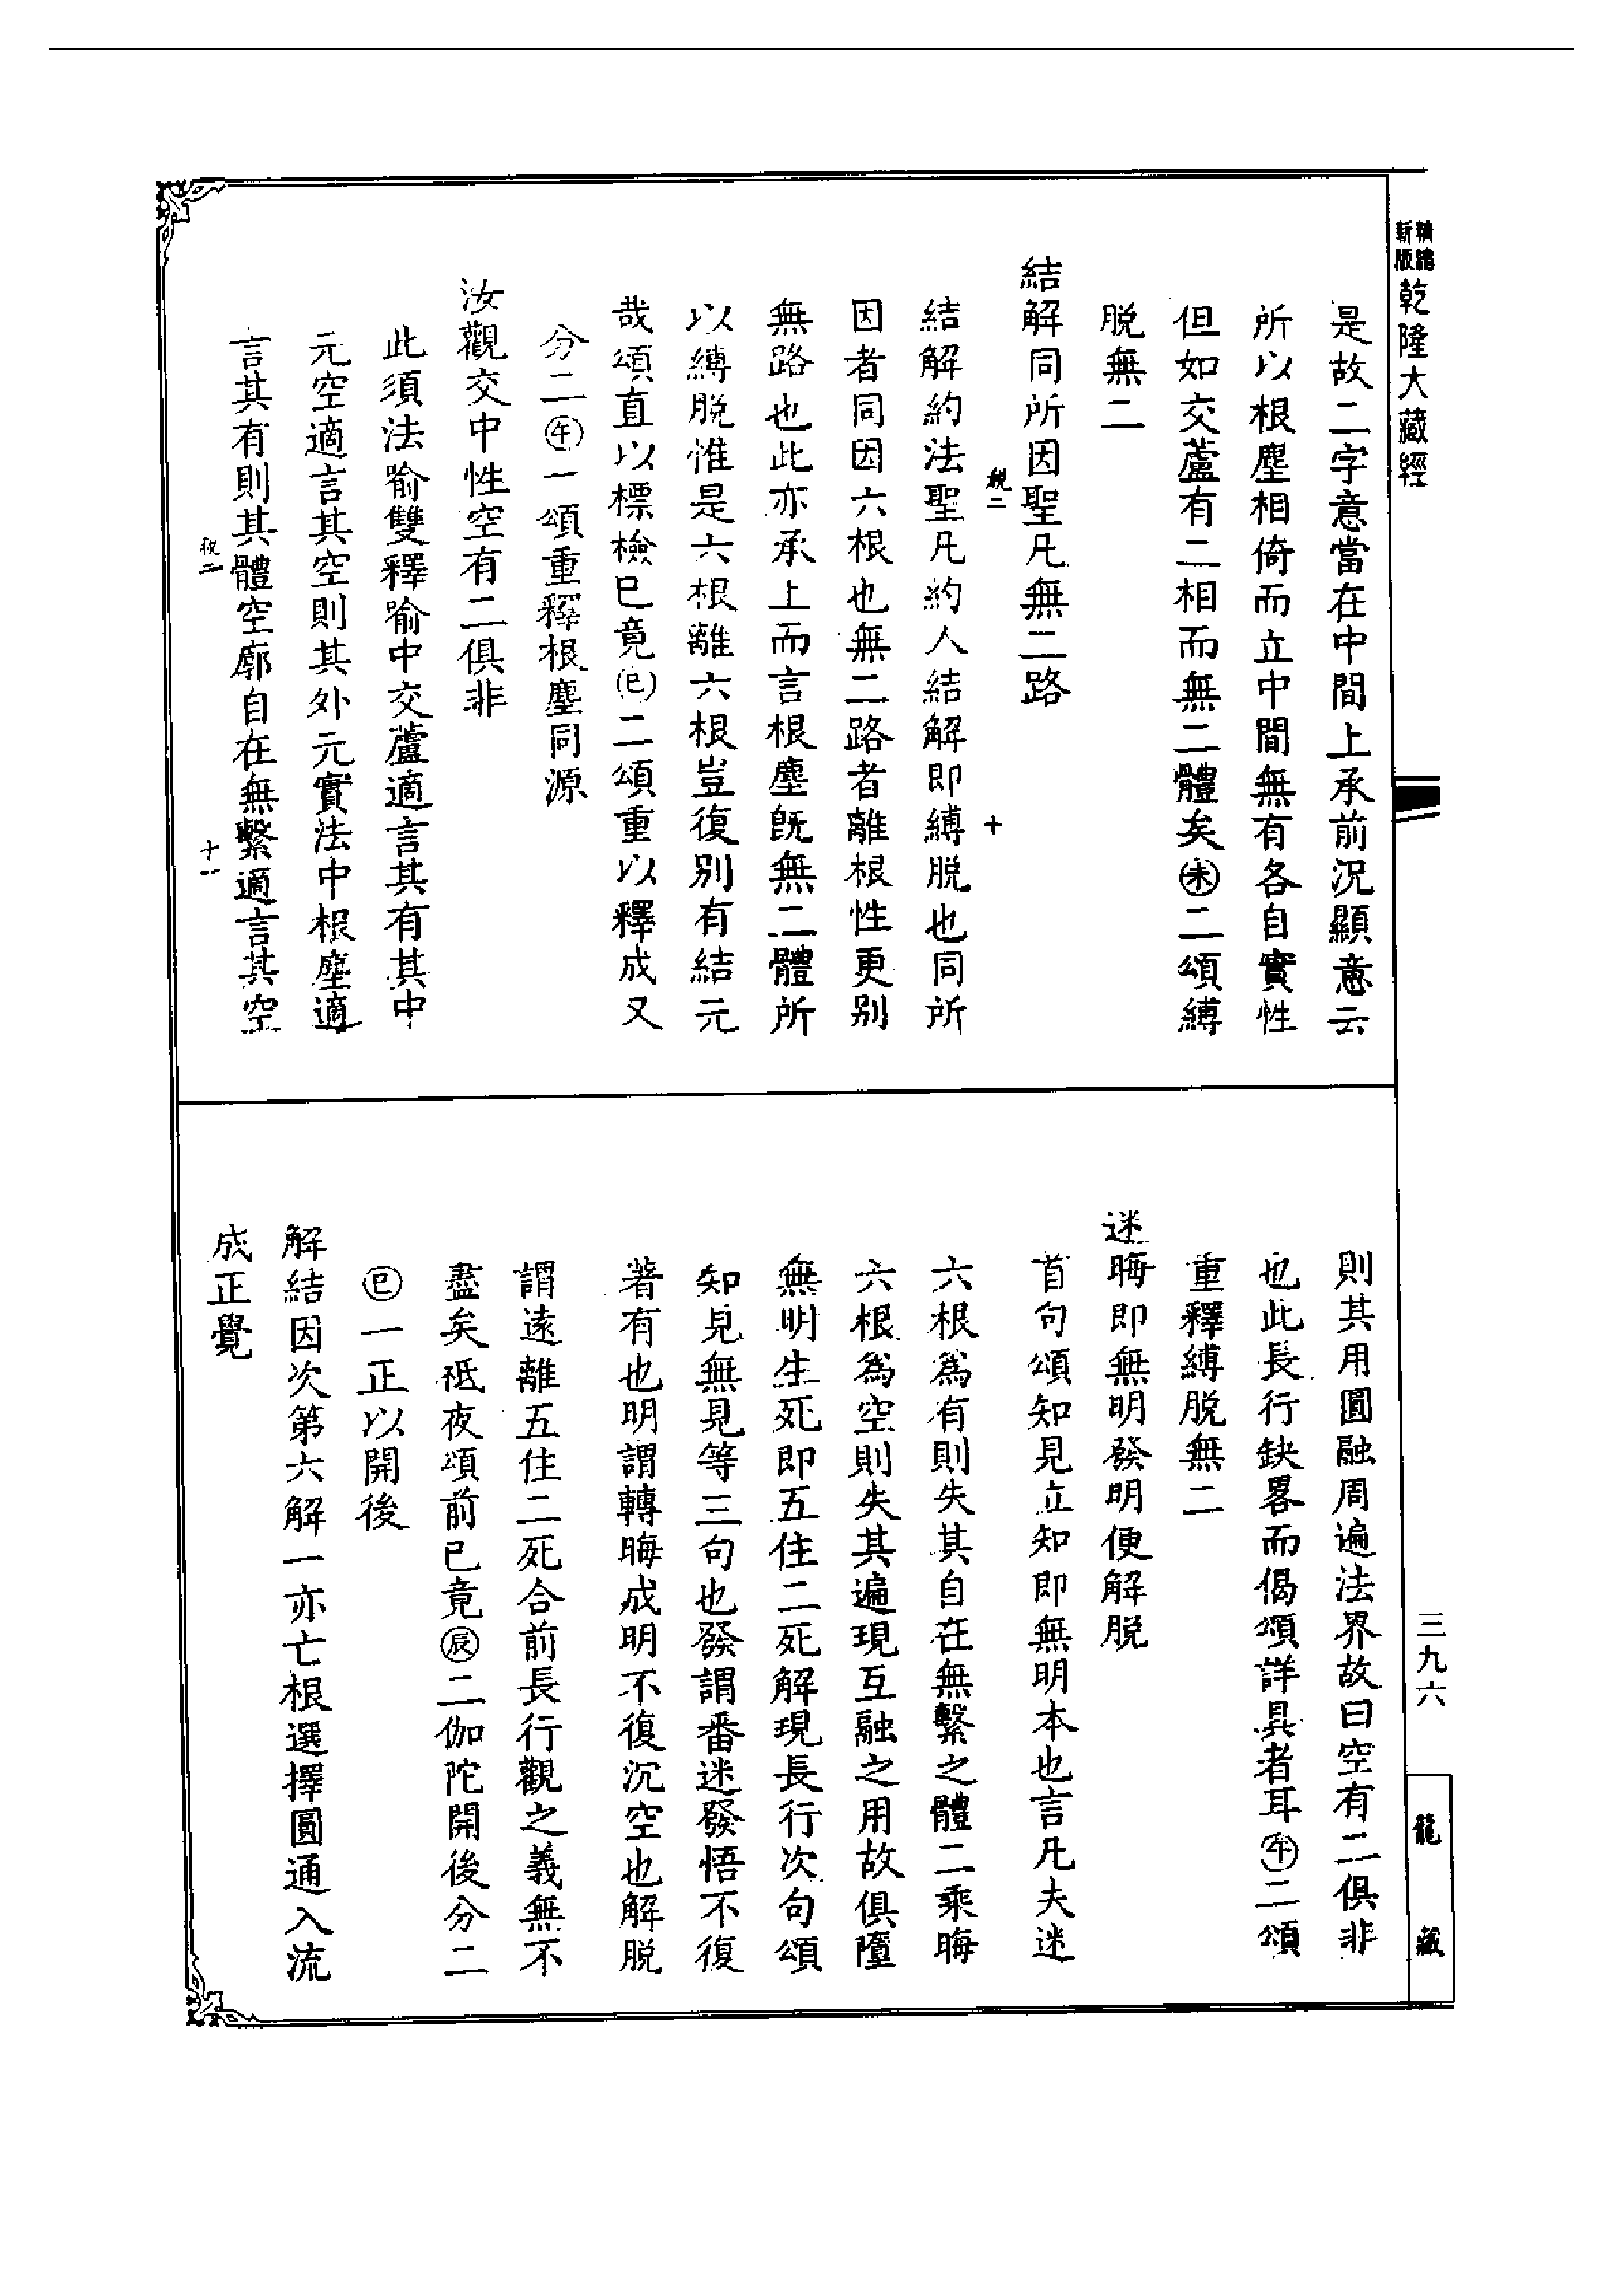 精縮
新版
乾隆大藏經
三九六
龍藏
是故二字意當在中間上承前況顯意云
所以根塵相倚而立中間無有各自實性
但如交蘆有二相而無二體矣㊍二頌縛
脫無二
結解同所因聖凡無二路
結解約法聖凡約人結解即縛脫也同所
因者同因六根也無二路者離根性更別
無路也此亦承上而言根塵既無二體所
以縛脫惟是六根離六根豈復別有結元
哉頌直以標檢已竟(巳)二頌重以釋成又
分二(午)一頌重釋根塵同源
汝觀交中性空有二俱非
此須法喻雙釋喻中交蘆適言其有其中
元空適言其空則其外元實法中根塵適
言其有則其體空廓自在無繫適言其空
十
十一
則其用圓融周遍法界故曰空有二俱非
也此長行缺畧而偈頌詳具者耳(午)二頌
重釋縛脫無二
迷晦即無明發明便解脫
首句頌知見立知即無明本也言凡夫迷
六根為有則失其自在無繫之體二乘晦
六根為空則失其遍現互融之用故俱墮
無明生死即五住二死解現長行次句頌
知見無見等三句也發謂番迷發悟不復
著有也明謂轉晦成明不復沉空也解脫
謂遠離五住二死合前長行觀之義無不
盡矣祇夜頌前已竟(辰)二伽陀開後分二
(巳)一正以開後
解結因次第六解一亦亡根選擇圓通入流
成正覺